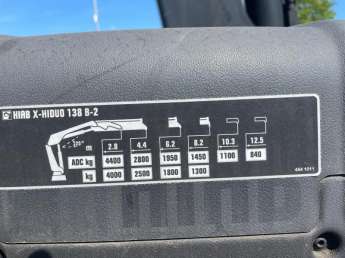 HIAB X-HIDUO 138 B-2
m 2.8 4.4 6.2 8.2 10.3 12.5
ADC kg 4400 2800 1950 1450 1100 840
kg 4000 2500 1800 1300